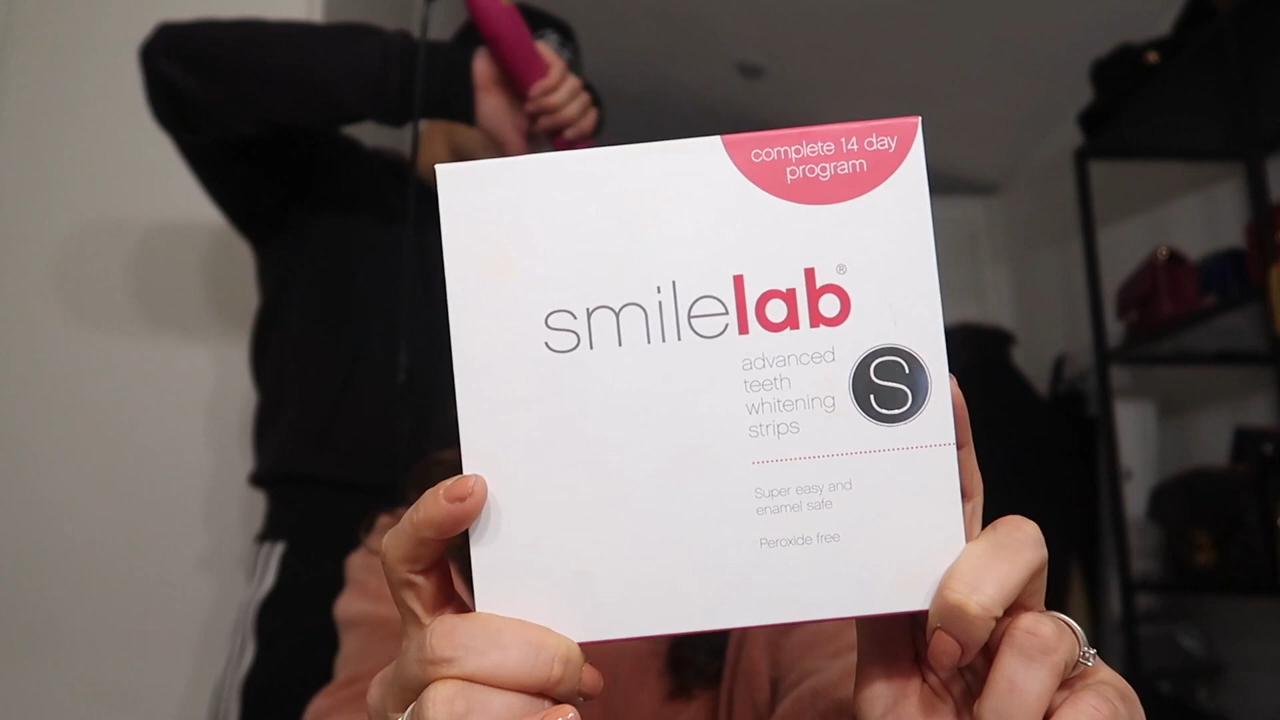 complete 14 day
program
smilelab®
advanced
teeth
whitening
strips
S
Super easy and
enamel safe
Peroxide free